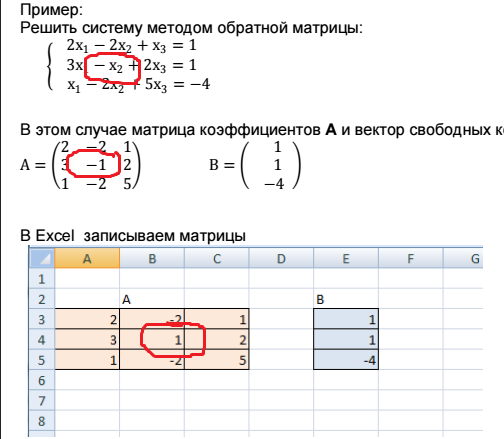 Пример:
Решить систему методом обратной матрицы:
2x₁ − 2x₂ + x₃ = 1
3x − x₂ + 2x₃ = 1
x₁ − 2x₂ + 5x₃ = −4
В этом случае матрица коэффициентов A и вектор свободных к
A = ( 2 −2 1 ) B = ( 1 )
3 −1 2 1
1 −2 5 −4
В Excel записываем матрицы
A B C D E F G
1
2 A B
3 2 -2 1 1
4 3 1 2 1
5 1 -2 5 -4
6
7
8